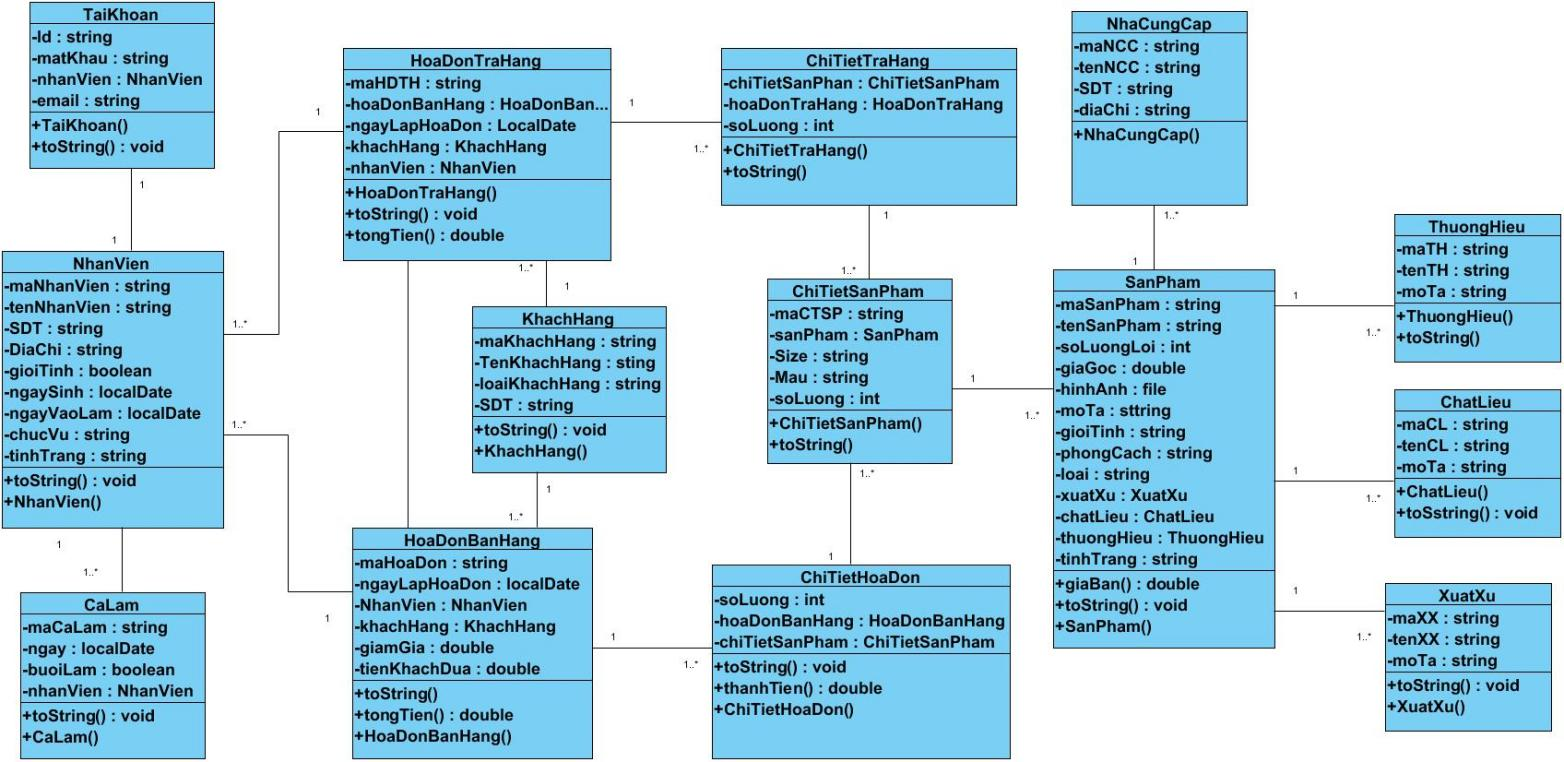 TaiKhoan
-Id : string
-matKhau : string
-nhanVien : NhanVien
-email : string
+TaiKhoan()
+toString() : void
1
1
NhanVien
-maNhanVien : string
-tenNhanVien : string
-SDT : string
-DiaChi : string
-gioiTinh : boolean
-ngaySinh : localDate
-ngayVaoLam : localDate
-chucVu : string
-tinhTrang : string
+toString() : void
+NhanVien()
1
1..*
CaLam
-maCaLam : string
-ngay : localDate
-buoiLam : boolean
-nhanVien : NhanVien
+toString() : void
+CaLam()
1
1..*
1..*
1
HoaDonTraHang
-maHDTH : string
-hoaDonBanHang : HoaDonBan...
-ngayLapHoaDon : LocalDate
-khachHang : KhachHang
-nhanVien : NhanVien
+HoaDonTraHang()
+toString() : void
+tongTien() : double
1..*
1
KhachHang
-maKhachHang : string
-TenKhachHang : sting
-loaiKhachHang : string
-SDT : string
+toString() : void
+KhachHang()
1
1..*
HoaDonBanHang
-maHoaDon : string
-ngayLapHoaDon : localDate
-NhanVien : NhanVien
-khachHang : KhachHang
-giamGia : double
-tienKhachDua : double
+toString()
+tongTien() : double
+HoaDonBanHang()
1
1..*
ChiTietTraHang
-chiTietSanPhan : ChiTietSanPham
-hoaDonTraHang : HoaDonTraHang
-soLuong : int
+ChiTietTraHang()
+toString()
1
1..*
ChiTietSanPham
-maCTSP : string
-sanPham : SanPham
-Size : string
-Mau : string
-soLuong : int
+ChiTietSanPham()
+toString()
1..*
1
1
1..*
ChiTietHoaDon
-soLuong : int
-hoaDonBanHang : HoaDonBanHang
-chiTietSanPham : ChiTietSanPham
+toString() : void
+thanhTien() : double
+ChiTietHoaDon()
1
1..*
NhaCungCap
-maNCC : string
-tenNCC : string
-SDT : string
-diaChi : string
+NhaCungCap()
1..*
1
SanPham
-maSanPham : string
-tenSanPham : string
-soLuongLoi : int
-giaGoc : double
-hinhAnh : file
-moTa : sttring
-gioiTinh : string
-phongCach : string
-loai : string
-xuatXu : XuatXu
-chatLieu : ChatLieu
-thuongHieu : ThuongHieu
-tinhTrang : string
+giaBan() : double
+toString() : void
+SanPham()
1
1..*
ThuongHieu
-maTH : string
-tenTH : string
-moTa : string
+ThuongHieu()
+toString()
1
1..*
ChatLieu
-maCL : string
-tenCL : string
-moTa : string
+ChatLieu()
+toSstring() : void
1
1..*
XuatXu
-maXX : string
-tenXX : string
-moTa : string
+toString() : void
+XuatXu()